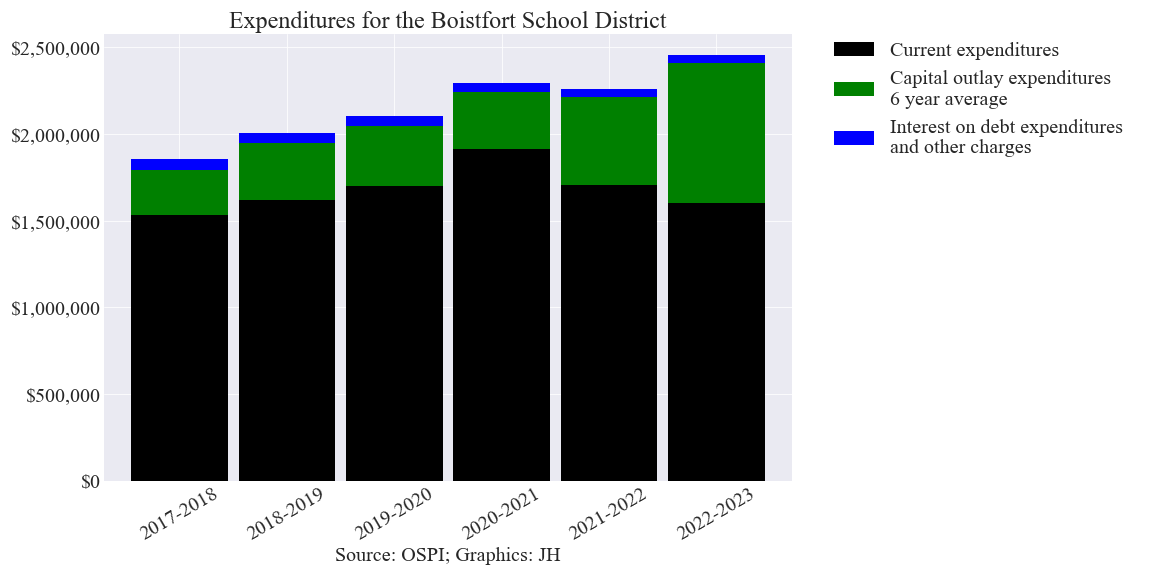 Expenditures for the Boistfort School District
$2,500,000
$2,000,000
$1,500,000
$1,000,000
$500,000
$0
2017-2018
2018-2019
2019-2020
2020-2021
2021-2022
2022-2023
Source: OSPI; Graphics: JH
Current expenditures
Capital outlay expenditures
6 year average
Interest on debt expenditures
and other charges